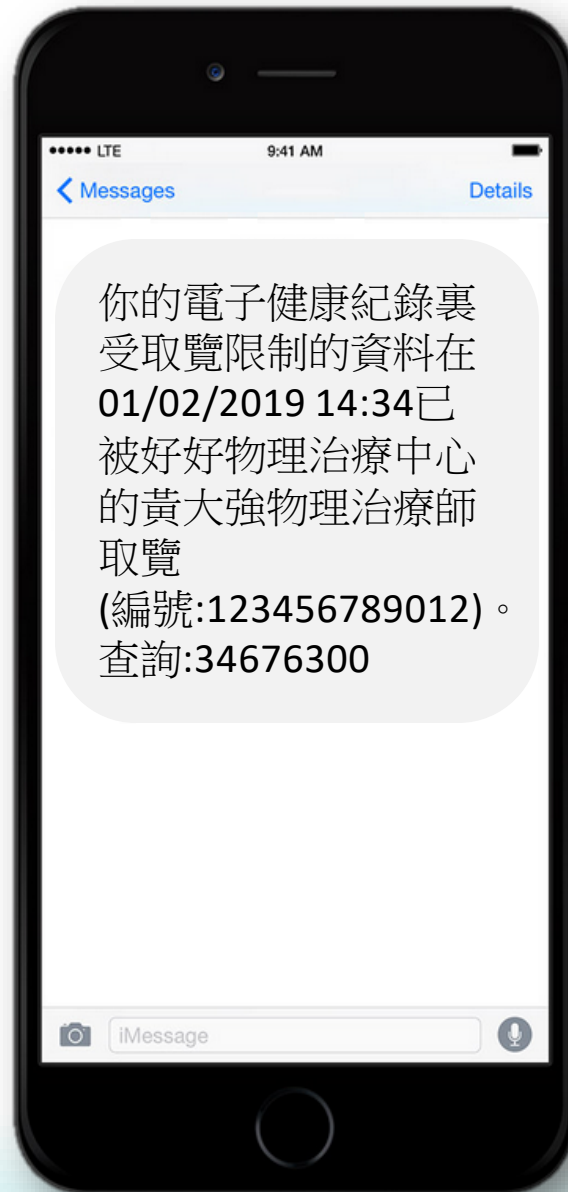 LTE 9:41 AM
Messages Details
你的電子健康紀錄裏
受取覽限制的資料在
01/02/2019 14:34已
被好好物理治療中心
的黃大強物理治療師
取覽
(編號:123456789012)。
查詢:34676300
iMessage